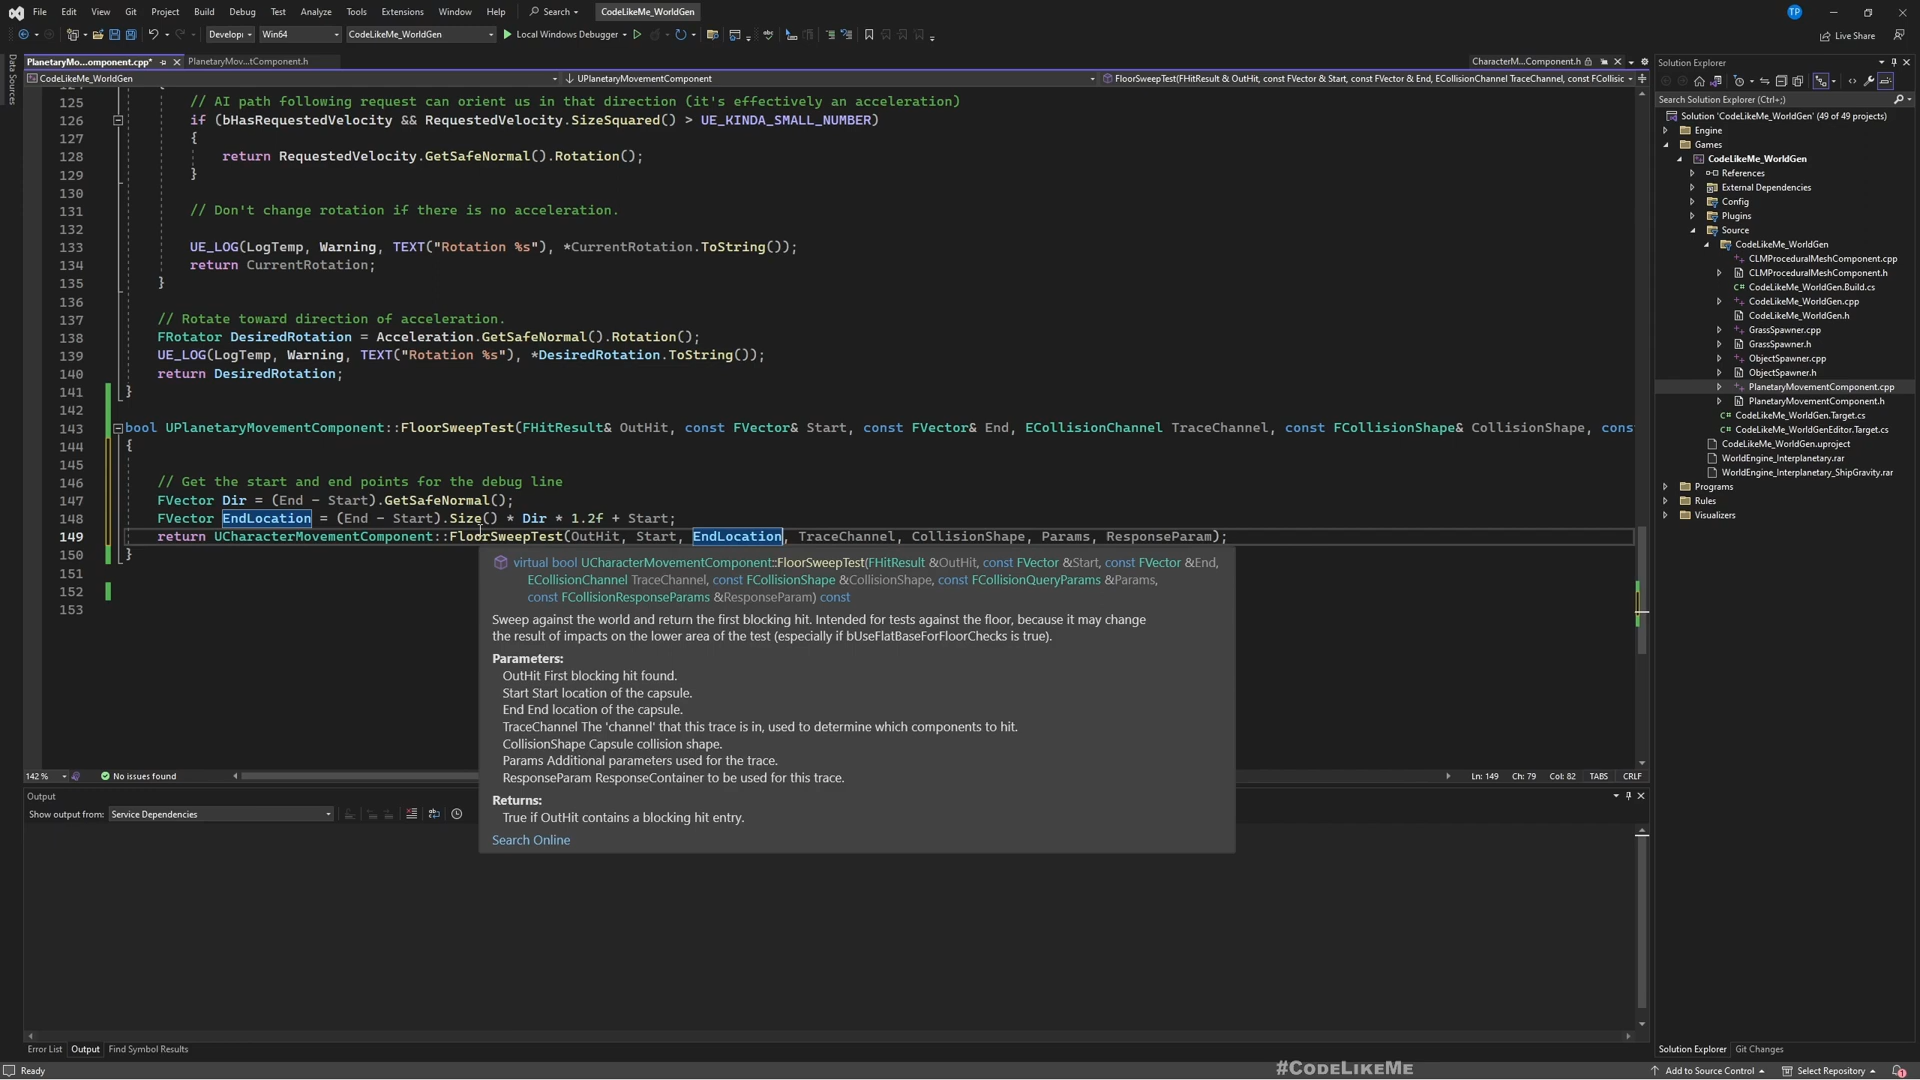 File Edit View Git Project Build Debug Test Analyze Tools Extensions Window Help Search CodeLikeMe_WorldGen TP
Develop Win64 CodeLikeMe_WorldGen Local Windows Debugger Live Share
Data Sources
PlanetaryMo...omponent.cpp* PlanetaryMov...tComponent.h CharacterM...Component.h
CodeLikeMe_WorldGen UPlanetaryMovementComponent FloorSweepTest(FHitResult & OutHit, const FVector & Start, const FVector & End, ECollisionChannel TraceChannel, const FCollisic
125 // AI path following request can orient us in that direction (it's effectively an acceleration)
126 if (bHasRequestedVelocity && RequestedVelocity.SizeSquared() > UE_KINDA_SMALL_NUMBER)
127 {
128 return RequestedVelocity.GetSafeNormal().Rotation();
129 }
130
131 // Don't change rotation if there is no acceleration.
132
133 UE_LOG(LogTemp, Warning, TEXT("Rotation %s"), *CurrentRotation.ToString());
134 return CurrentRotation;
135 }
136
137 // Rotate toward direction of acceleration.
138 FRotator DesiredRotation = Acceleration.GetSafeNormal().Rotation();
139 UE_LOG(LogTemp, Warning, TEXT("Rotation %s"), *DesiredRotation.ToString());
140 return DesiredRotation;
141 }
142
143 bool UPlanetaryMovementComponent::FloorSweepTest(FHitResult& OutHit, const FVector& Start, const FVector& End, ECollisionChannel TraceChannel, const FCollisionShape& CollisionShape, cons
144 {
145
146 // Get the start and end points for the debug line
147 FVector Dir = (End - Start).GetSafeNormal();
148 FVector EndLocation = (End - Start).Size() * Dir * 1.2f + Start;
149 return UCharacterMovementComponent::FloorSweepTest(OutHit, Start, EndLocation, TraceChannel, CollisionShape, Params, ResponseParam);
150 }
151
152
153
virtual bool UCharacterMovementComponent::FloorSweepTest(FHitResult &OutHit, const FVector &Start, const FVector &End,
ECollisionChannel TraceChannel, const FCollisionShape &CollisionShape, const FCollisionQueryParams &Params,
const FCollisionResponseParams &ResponseParam) const
Sweep against the world and return the first blocking hit. Intended for tests against the floor, because it may change
the result of impacts on the lower area of the test (especially if bUseFlatBaseForFloorChecks is true).
Parameters:
OutHit First blocking hit found.
Start Start location of the capsule.
End End location of the capsule.
TraceChannel The 'channel' that this trace is in, used to determine which components to hit.
CollisionShape Capsule collision shape.
Params Additional parameters used for the trace.
ResponseParam ResponseContainer to be used for this trace.
Returns:
True if OutHit contains a blocking hit entry.
Search Online
142 % No issues found Ln: 149 Ch: 79 Col: 82 TABS CRLF
Output
Show output from: Service Dependencies
Error List Output Find Symbol Results
Ready
Solution Explorer
Search Solution Explorer (Ctrl+;)
Solution 'CodeLikeMe_WorldGen' (49 of 49 projects)
Engine
Games
CodeLikeMe_WorldGen
References
External Dependencies
Config
Plugins
Source
CodeLikeMe_WorldGen
CLMProceduralMeshComponent.cpp
CLMProceduralMeshComponent.h
CodeLikeMe_WorldGen.Build.cs
CodeLikeMe_WorldGen.cpp
CodeLikeMe_WorldGen.h
GrassSpawner.cpp
GrassSpawner.h
ObjectSpawner.cpp
ObjectSpawner.h
PlanetaryMovementComponent.cpp
PlanetaryMovementComponent.h
CodeLikeMe_WorldGen.Target.cs
CodeLikeMe_WorldGenEditor.Target.cs
CodeLikeMe_WorldGen.uproject
WorldEngine_Interplanetary.rar
WorldEngine_Interplanetary_ShipGravity.rar
Programs
Rules
Visualizers
Solution Explorer Git Changes
#CodeLikeMe
Add to Source Control Select Repository 1